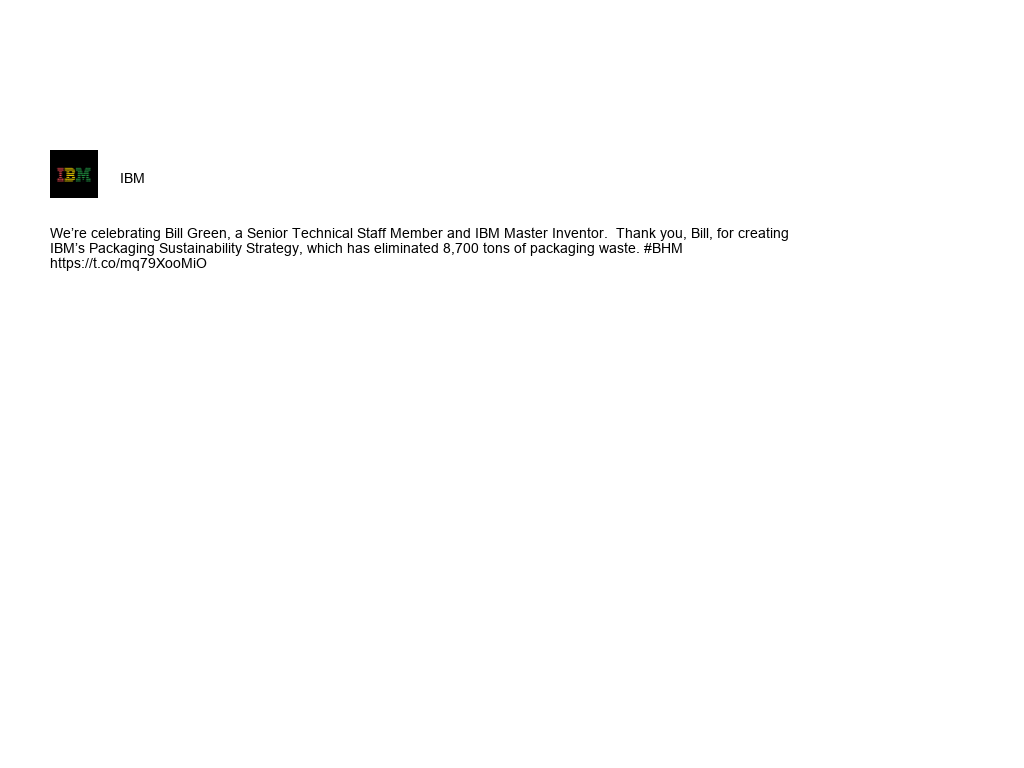 IBM
IBM
We’re celebrating Bill Green, a Senior Technical Staff Member and IBM Master Inventor.  Thank you, Bill, for creating
IBM’s Packaging Sustainability Strategy, which has eliminated 8,700 tons of packaging waste. #BHM
https://t.co/mq79XooMiO